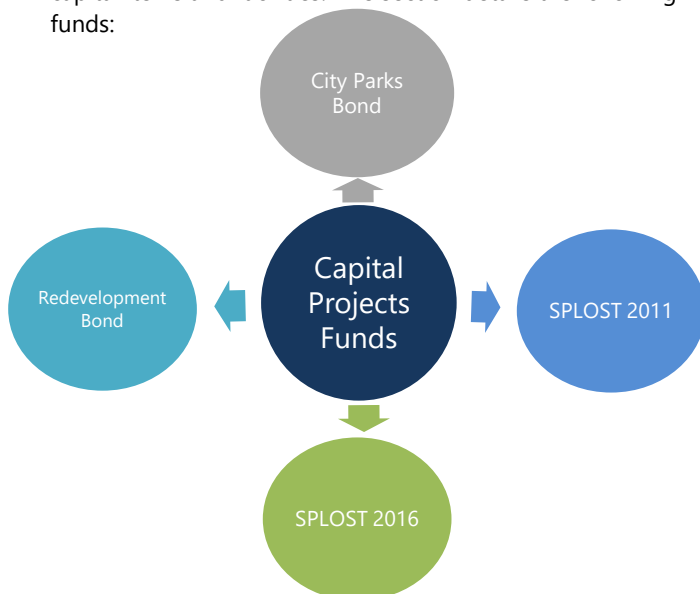 funds:
City Parks
Bond
Capital
Projects
Funds
Redevelopment
Bond
SPLOST 2011
SPLOST 2016